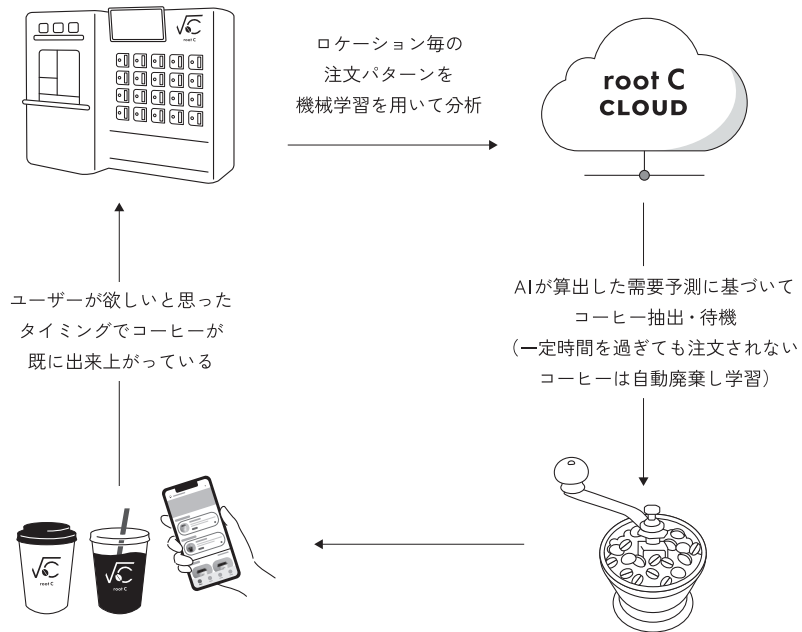 root C
ロケーション毎の
注文パターンを
機械学習を用いて分析
root C
CLOUD
AIが算出した需要予測に基づいて
コーヒー抽出・待機
(一定時間を過ぎても注文されない
コーヒーは自動廃棄し学習)
ユーザーが欲しいと思った
タイミングでコーヒーが
既に出来上がっている
root C
root C